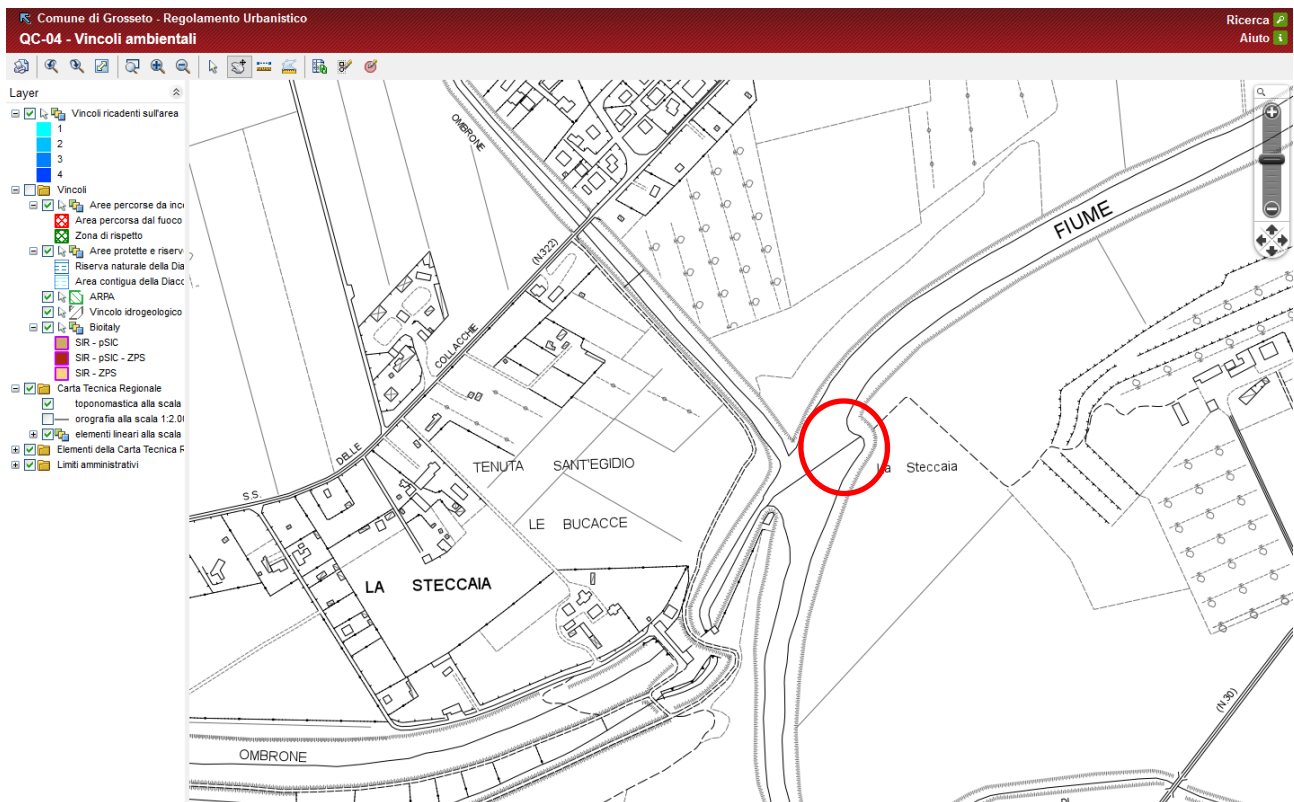 Comune di Grosseto - Regolamento Urbanistico
Ricerca
QC-04 - Vincoli ambientali
Aiuto
Layer
Vincoli ricadenti sull'area
1
2
3
4
Vincoli
Aree percorse da ince
Area percorsa dal fuoco
Zona di rispetto
Aree protette e riserv
Riserva naturale della Dia
Area contigua della Diacc
ARPA
Vincolo idrogeologico
Bioitaly
SIR - pSIC
SIR - pSIC - ZPS
SIR - ZPS
Carta Tecnica Regionale
toponomastica alla scala
orografia alla scala 1:2.00
elementi lineari alla scala
Elementi della Carta Tecnica R
Limiti amministrativi
OMBRONE
FIUME
(N.322)
COLLACCHIE
DELLE
S.S.
TENUTA SANT'EGIDIO
La Steccaia
LE BUCACCE
LA STECCAIA
(N.30)
OMBRONE